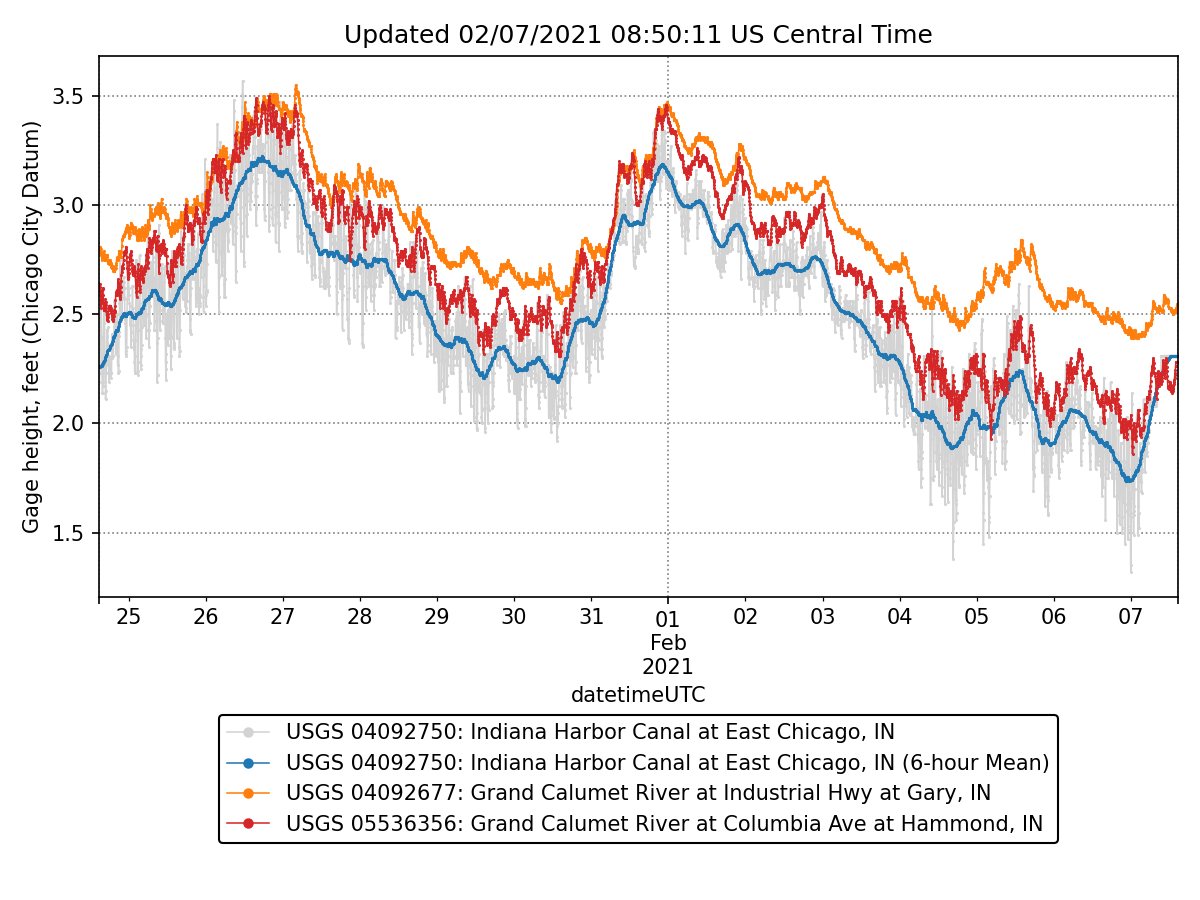 Updated 02/07/2021 08:50:11 US Central Time
Gage height, feet (Chicago City Datum)
3.5
3.0
2.5
2.0
1.5
25 26 27 28 29 30 31 01 02 03 04 05 06 07
Feb
2021
datetimeUTC
USGS 04092750: Indiana Harbor Canal at East Chicago, IN
USGS 04092750: Indiana Harbor Canal at East Chicago, IN (6-hour Mean)
USGS 04092677: Grand Calumet River at Industrial Hwy at Gary, IN
USGS 05536356: Grand Calumet River at Columbia Ave at Hammond, IN